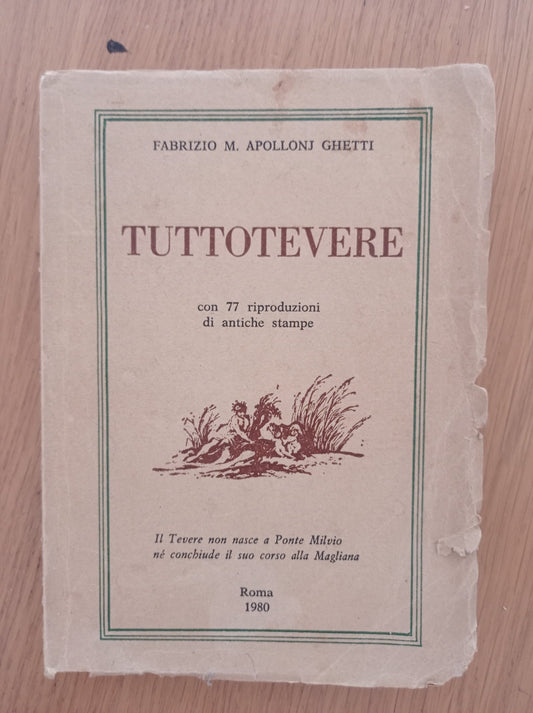 FABRIZIO M. APOLLONJ GHETTI
TUTTOTEVERE
con 77 riproduzioni
di antiche stampe
Il Tevere non nasce a Ponte Milvio
né conchiude il suo corso alla Magliana
Roma
1980